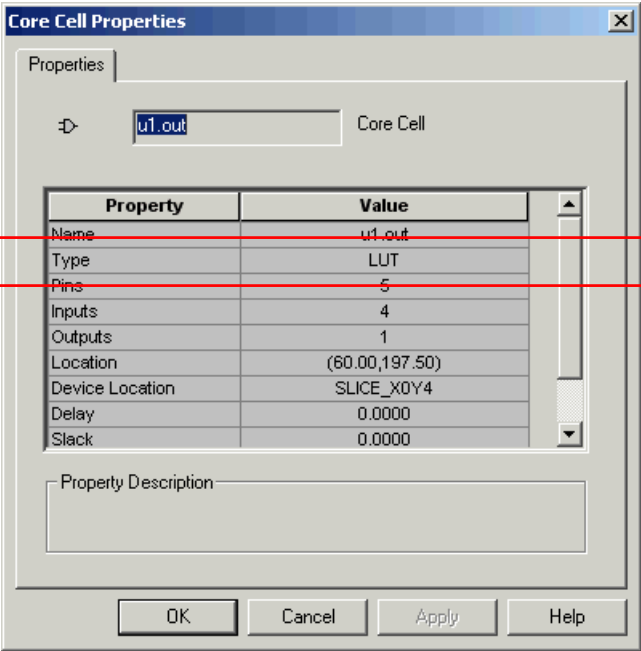 Core Cell Properties
Properties
u1.out Core Cell
Property Value
Name u1.out
Type LUT
Pins 5
Inputs 4
Outputs 1
Location (60.00,197.50)
Device Location SLICE_X0Y4
Delay 0.0000
Slack 0.0000
Property Description
OK Cancel Apply Help